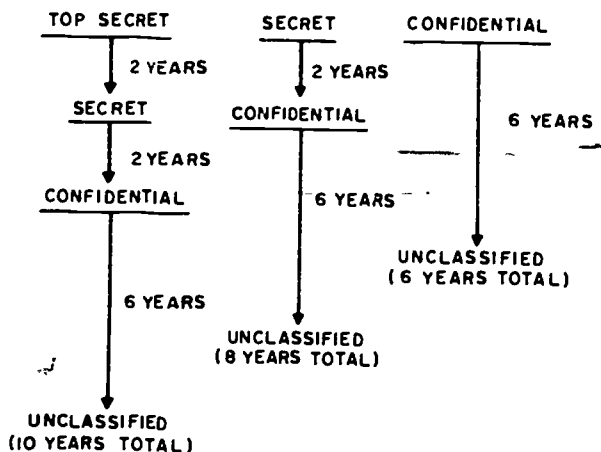 TOP SECRET
2 YEARS
SECRET
2 YEARS
CONFIDENTIAL
6 YEARS
UNCLASSIFIED
(10 YEARS TOTAL)
SECRET
2 YEARS
CONFIDENTIAL
6 YEARS
UNCLASSIFIED
(8 YEARS TOTAL)
CONFIDENTIAL
6 YEARS
UNCLASSIFIED
(6 YEARS TOTAL)